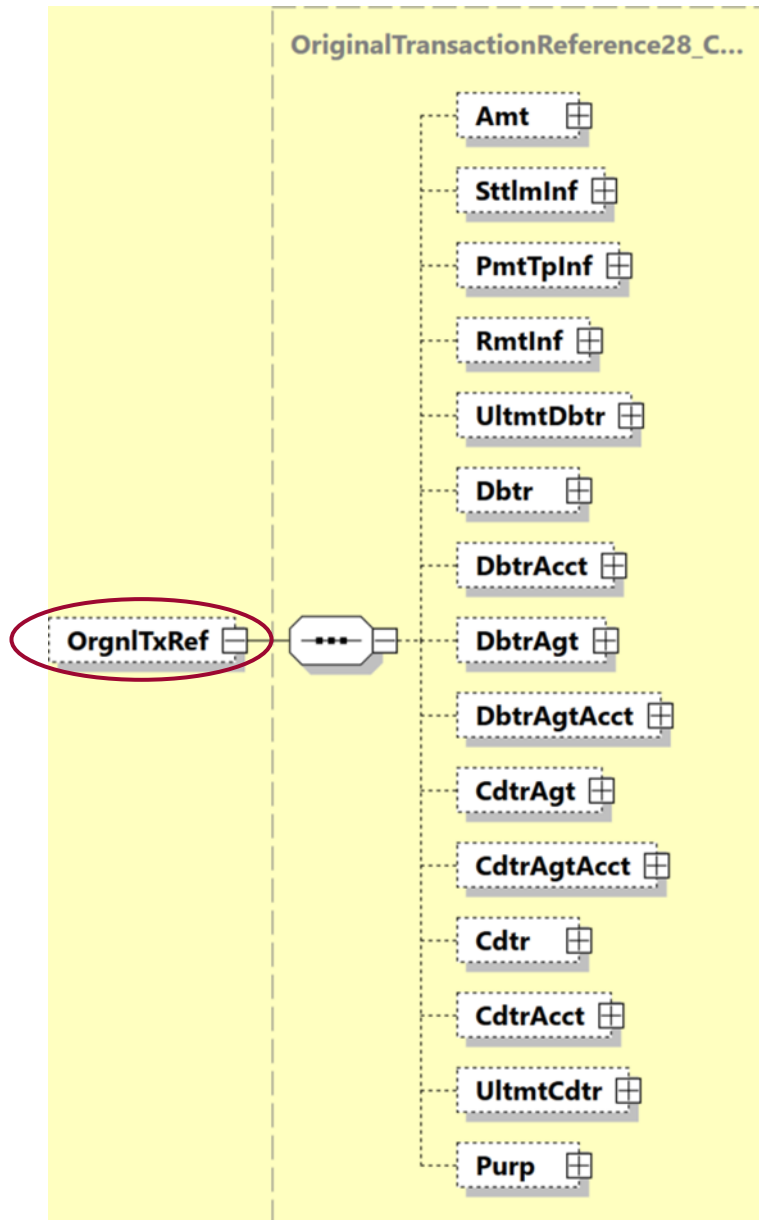 OriginalTransactionReference28_C...
Amt
SttlmInf
PmtTpInf
RmtInf
UltmtDbtr
Dbtr
DbtrAcct
OrgnlTxRef
DbtrAgt
DbtrAgtAcct
CdtrAgt
CdtrAgtAcct
Cdtr
CdtrAcct
UltmtCdtr
Purp